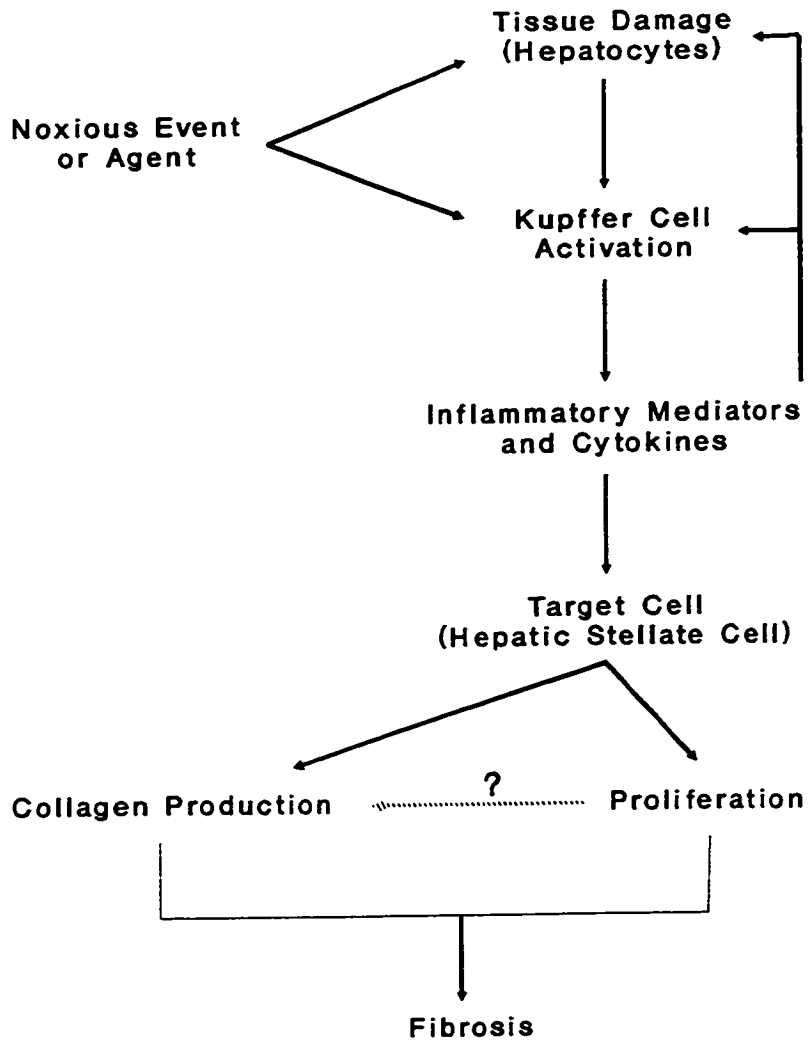 Tissue Damage
(Hepatocytes)
Noxious Event
or Agent
Kupffer Cell
Activation
Inflammatory Mediators
and Cytokines
Target Cell
(Hepatic Stellate Cell)
?
Collagen Production
Proliferation
Fibrosis